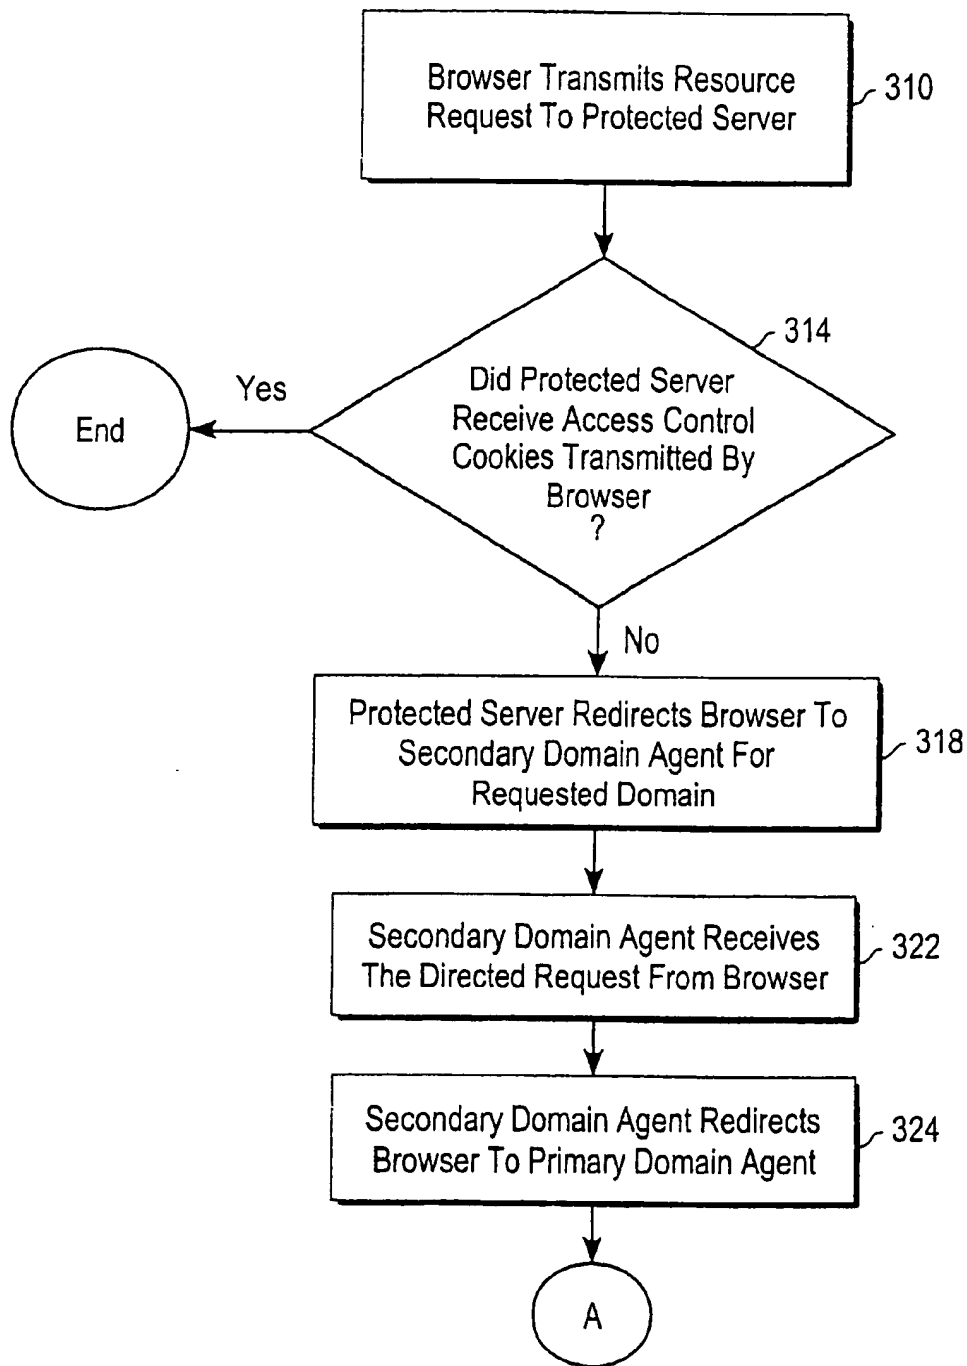 Browser Transmits Resource
Request To Protected Server
310
314
Did Protected Server
Receive Access Control
Cookies Transmitted By
Browser
?
Yes
End
No
Protected Server Redirects Browser To
Secondary Domain Agent For
Requested Domain
318
Secondary Domain Agent Receives
The Directed Request From Browser
322
Secondary Domain Agent Redirects
Browser To Primary Domain Agent
324
A